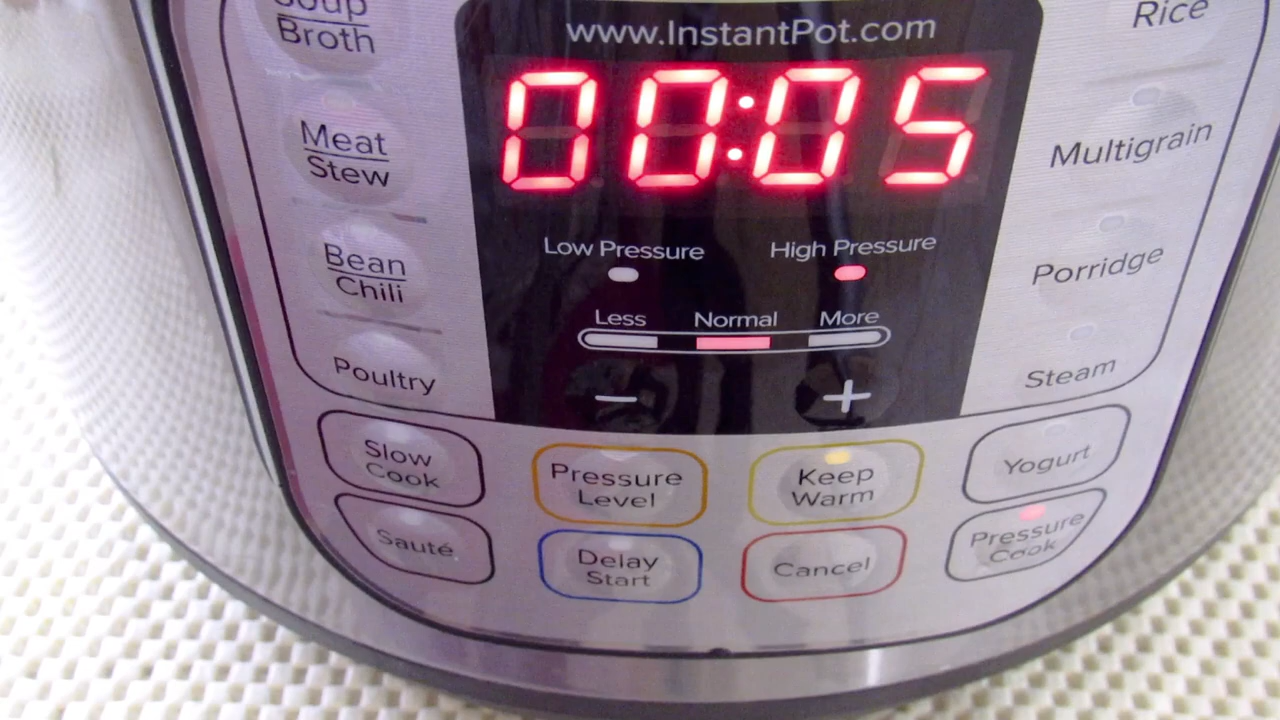 Soup
Broth
Meat
Stew
Bean
Chili
Poultry
www.InstantPot.com
00:05
Low Pressure
High Pressure
Less
Normal
More
−
+
Rice
Multigrain
Porridge
Steam
Slow
Cook
Sauté
Pressure
Level
Delay
Start
Keep
Warm
Cancel
Yogurt
Pressure
Cook